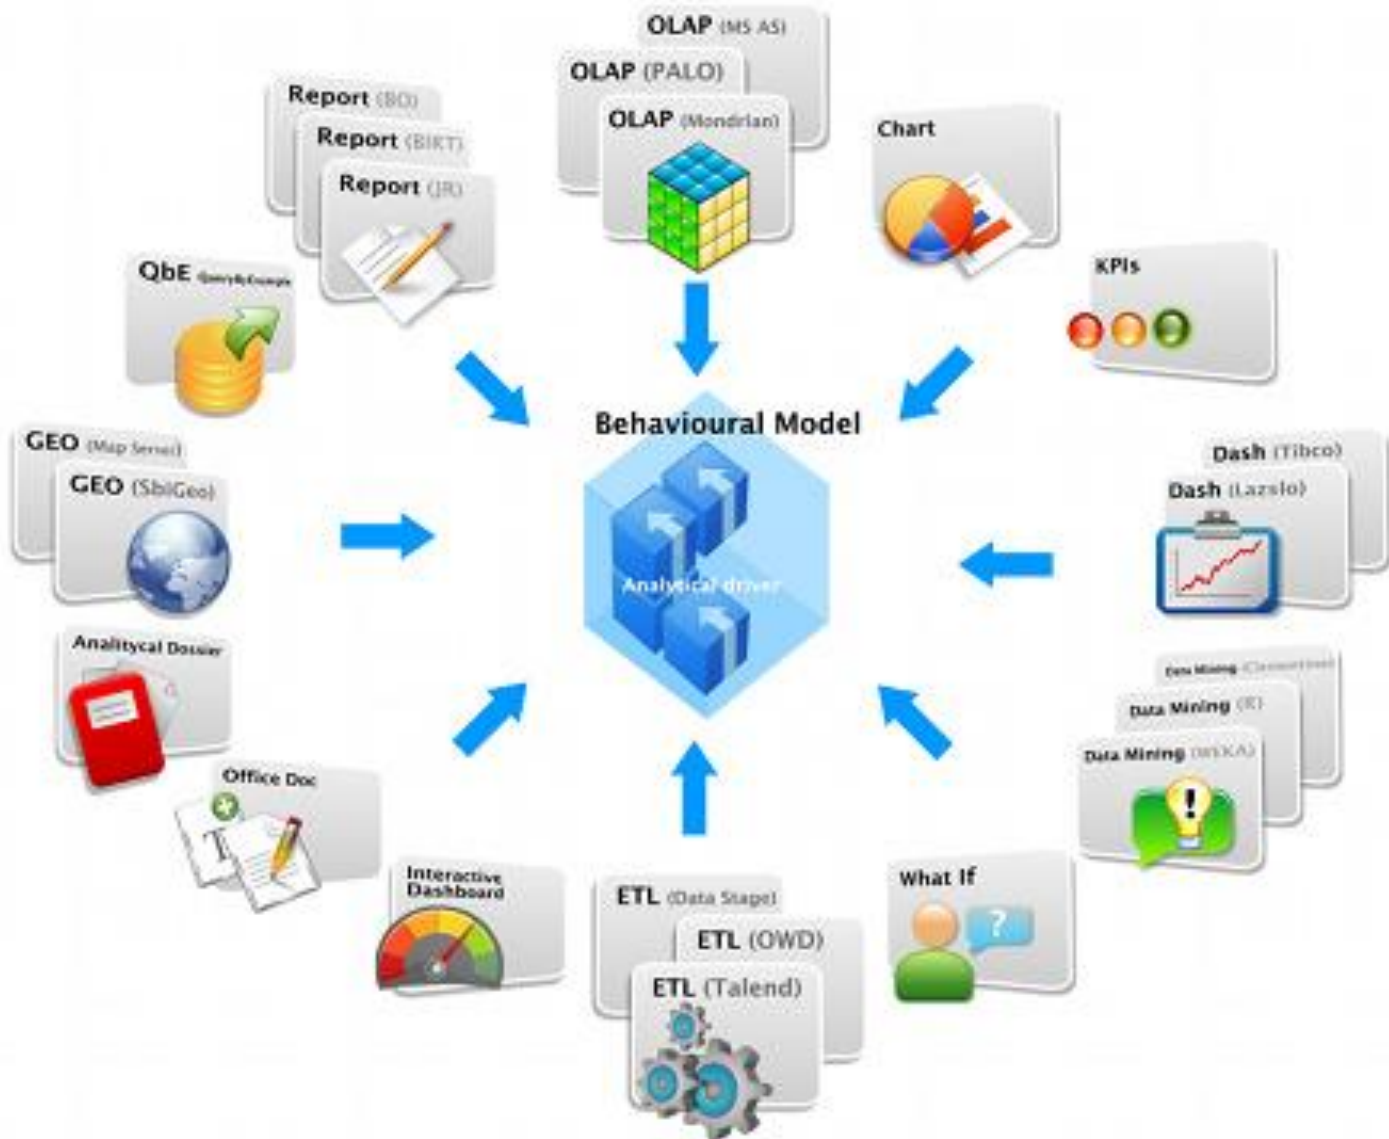 OLAP (MS AS)
OLAP (PALO)
OLAP (Mondrian)
Report (BO)
Report (BIRT)
Report (JR)
Chart
KPIs
QbE (QueryByExample
GEO (Map Server)
GEO (SbiGeo)
Behavioural Model
Analytical driver
Dash (Tibco)
Dash (Lazslo)
Analitycal Dossier
Data Mining
Data Mining (R)
Data Mining (WEKA)
Office Doc
Interactive
Dashboard
ETL (Data Stage)
ETL (OWD)
ETL (Talend)
What If
?
T
!